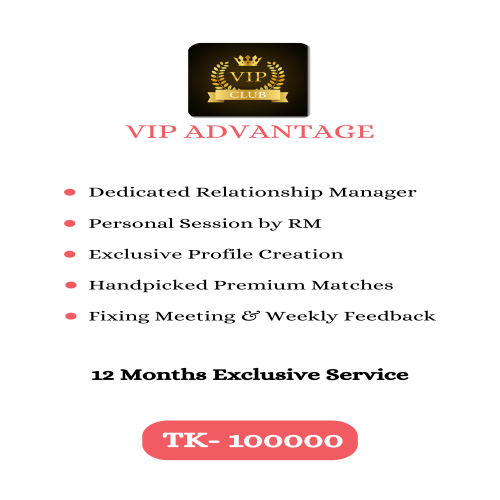 VIP
CLUB
VIP ADVANTAGE
Dedicated Relationship Manager
Personal Session by RM
Exclusive Profile Creation
Handpicked Premium Matches
Fixing Meeting & Weekly Feedback
12 Months Exclusive Service
TK- 100000